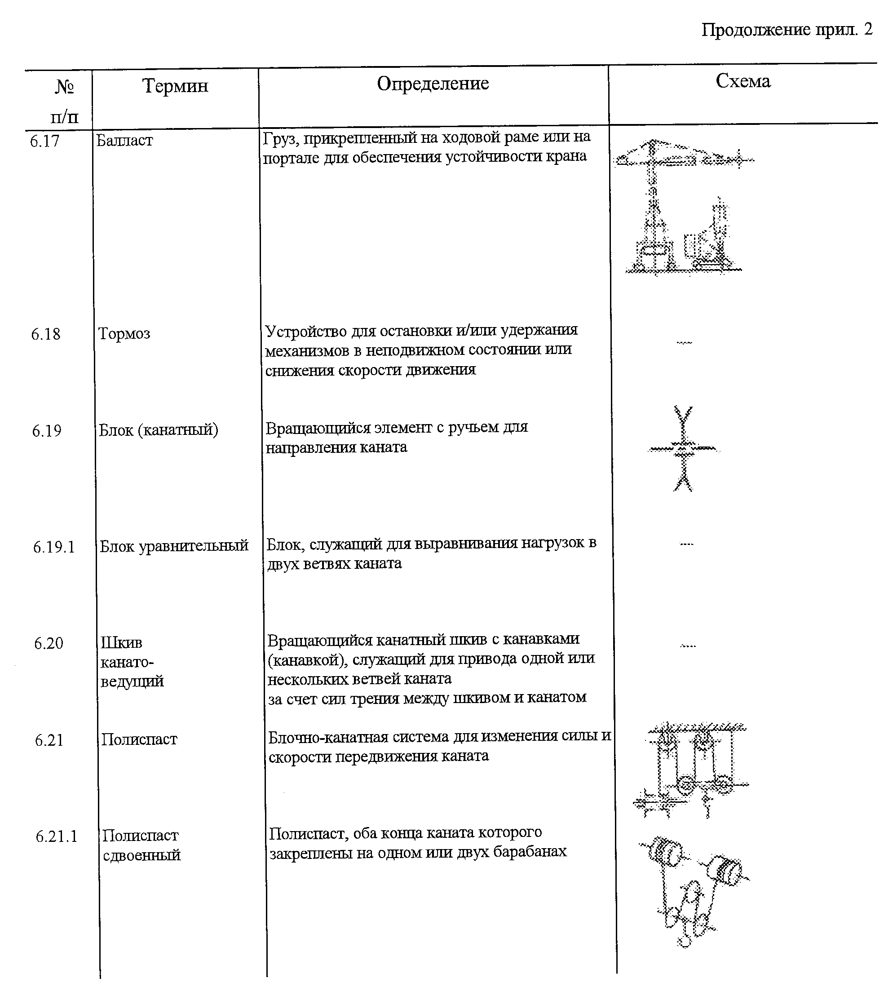 Продолжение прил. 2
№ п/п
Термин
Определение
Схема
6.17
Балласт
Груз, прикрепленный на ходовой раме или на
портале для обеспечения устойчивости крана
6.18
Тормоз
Устройство для остановки и/или удержания
механизмов в неподвижном состоянии или
снижения скорости движения
----
6.19
Блок (канатный)
Вращающийся элемент с ручьем для
направления каната
6.19.1
Блок уравнительный
Блок, служащий для выравнивания нагрузок в
двух ветвях каната
----
6.20
Шкив
канато-
ведущий
Вращающийся канатный шкив с канавками
(канавкой), служащий для привода одной или
нескольких ветвей каната
за счет сил трения между шкивом и канатом
----
6.21
Полиспаст
Блочно-канатная система для изменения силы и
скорости передвижения каната
6.21.1
Полиспаст
сдвоенный
Полиспаст, оба конца каната которого
закреплены на одном или двух барабанах